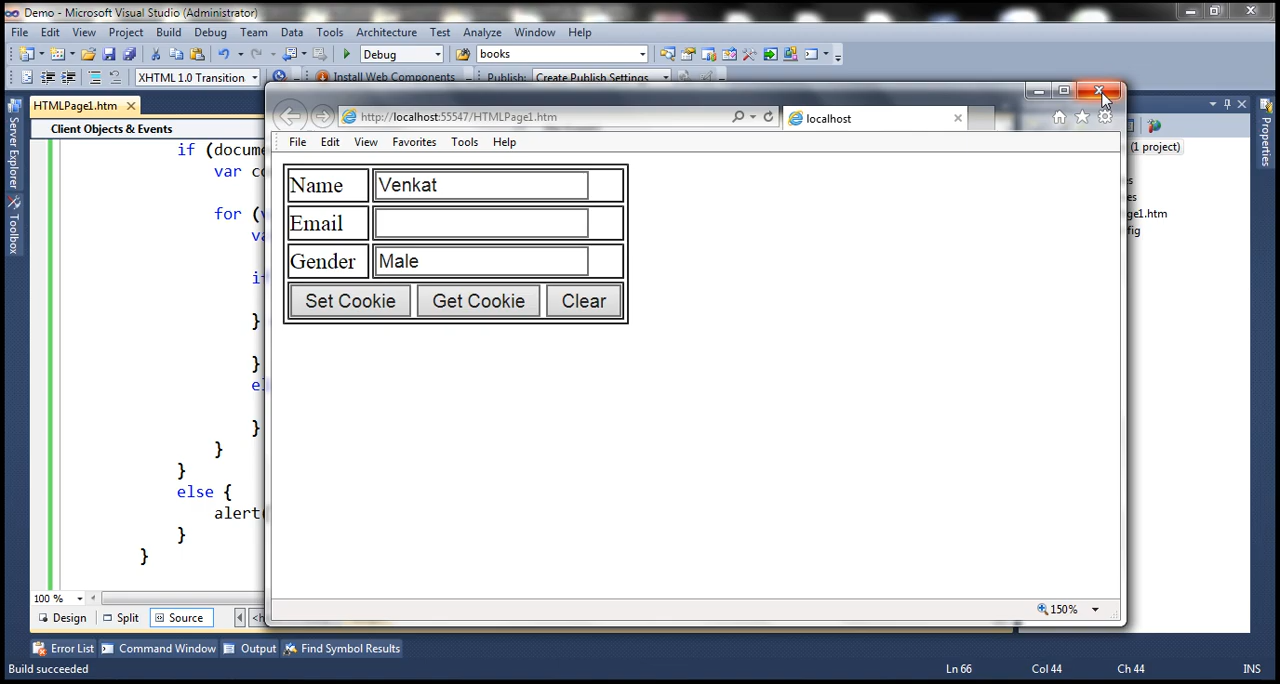 Demo - Microsoft Visual Studio (Administrator)
File Edit View Project Build Debug Team Data Tools Architecture Test Analyze Window Help
Debug books
XHTML 1.0 Transition Install Web Components Publish: Create Publish Settings
HTMLPage1.htm
http://localhost:55547/HTMLPage1.htm localhost
Client Objects & Events
File Edit View Favorites Tools Help
(1 project)
Server Explorer
Toolbox
Properties
if (docume
var co
for (v
va
if
}
}
el
}
}
}
else {
alert(
}
}
Name Venkat
Email
Gender Male
Set Cookie Get Cookie Clear
es
ge1.htm
fig
150%
100 %
Design Split Source <h
Error List Command Window Output Find Symbol Results
Build succeeded Ln 66 Col 44 Ch 44 INS